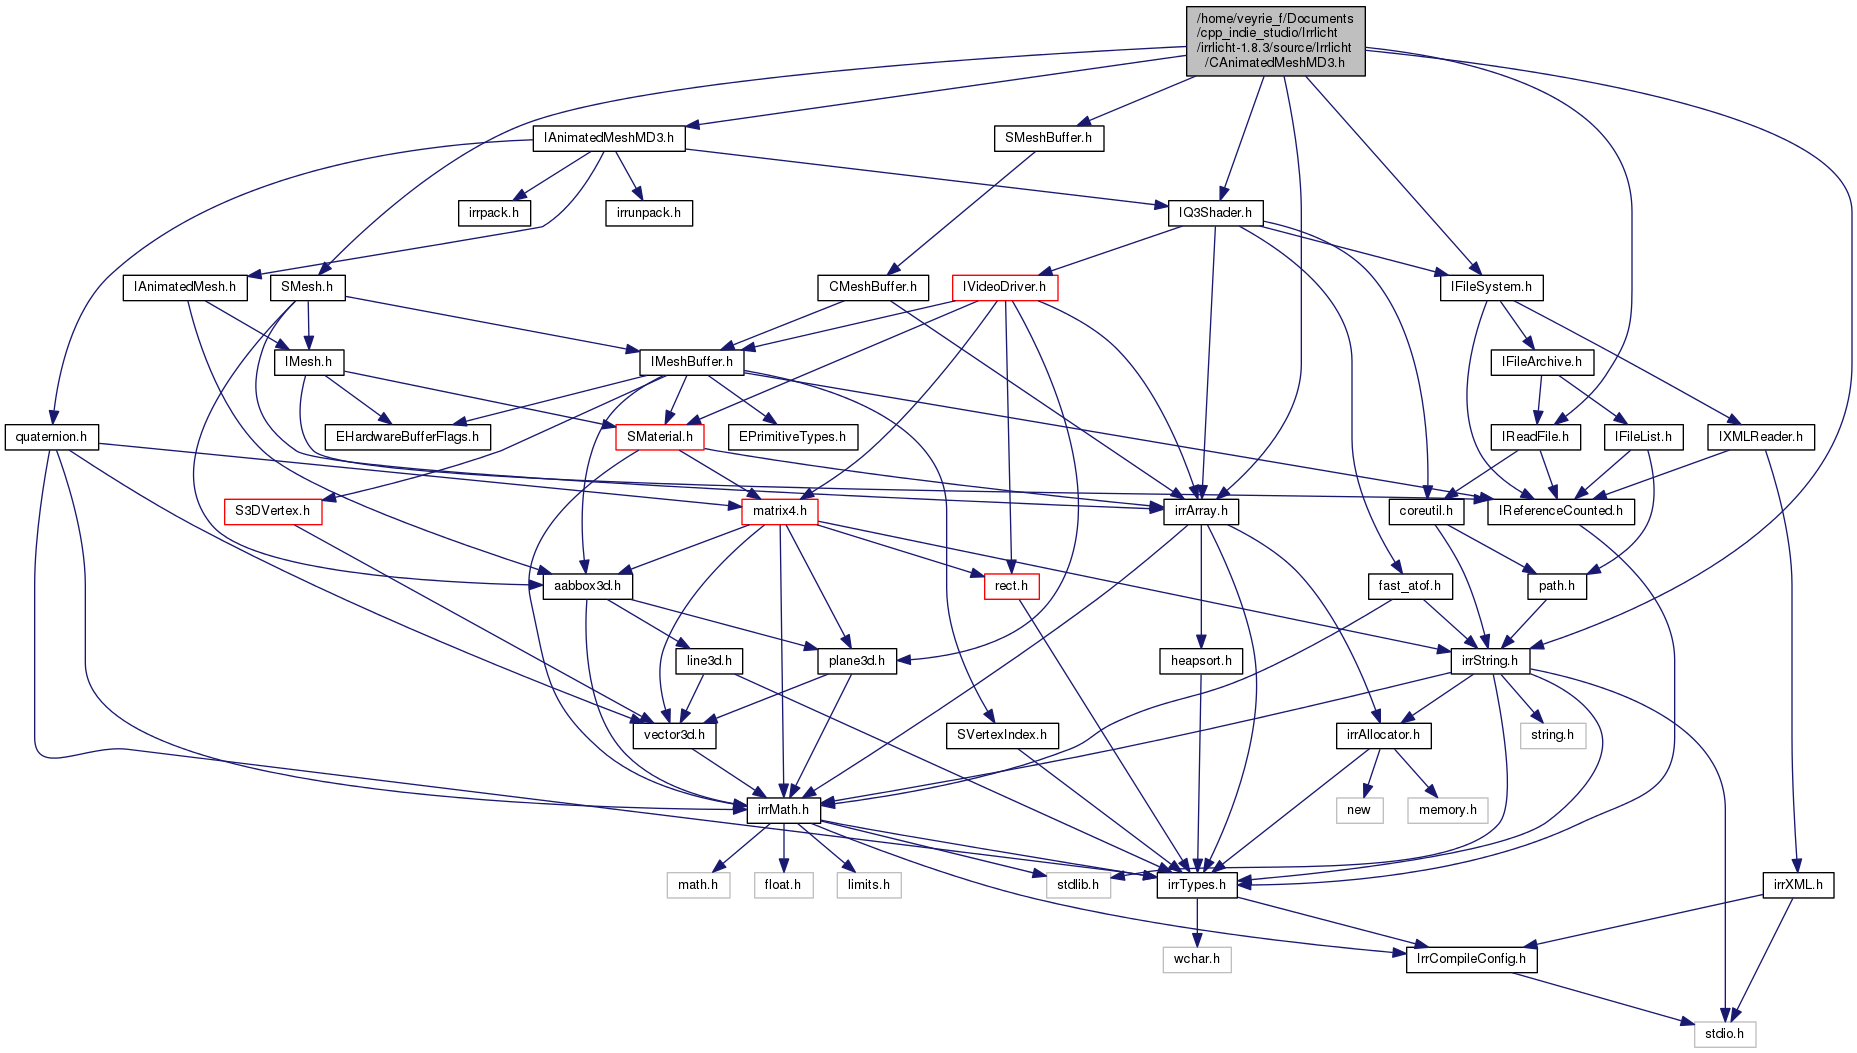 /home/veyrie_f/Documents
/cpp_indie_studio/Irrlicht
/irrlicht-1.8.3/source/Irrlicht
/CAnimatedMeshMD3.h
IAnimatedMeshMD3.h
SMeshBuffer.h
irrpack.h
irrunpack.h
IQ3Shader.h
IAnimatedMesh.h
SMesh.h
CMeshBuffer.h
IVideoDriver.h
IFileSystem.h
IMesh.h
IMeshBuffer.h
IFileArchive.h
quaternion.h
EHardwareBufferFlags.h
SMaterial.h
EPrimitiveTypes.h
IReadFile.h
IFileList.h
IXMLReader.h
S3DVertex.h
matrix4.h
irrArray.h
coreutil.h
IReferenceCounted.h
aabbox3d.h
rect.h
fast_atof.h
path.h
line3d.h
plane3d.h
heapsort.h
irrString.h
vector3d.h
SVertexIndex.h
irrAllocator.h
string.h
irrMath.h
new
memory.h
math.h
float.h
limits.h
stdlib.h
irrTypes.h
irrXML.h
wchar.h
IrrCompileConfig.h
stdio.h